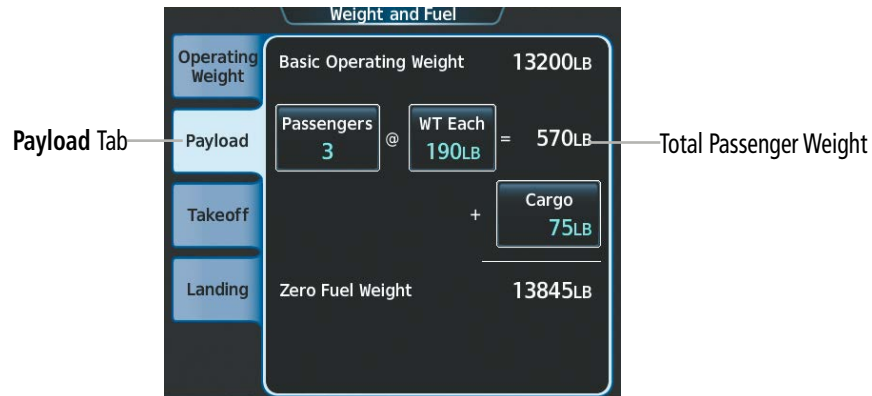 Weight and Fuel
Operating
Weight
Basic Operating Weight 13200LB
Payload Tab
Payload
Passengers
3
@
WT Each
190LB
= 570LB
Total Passenger Weight
Takeoff
+
Cargo
75LB
Landing
Zero Fuel Weight 13845LB